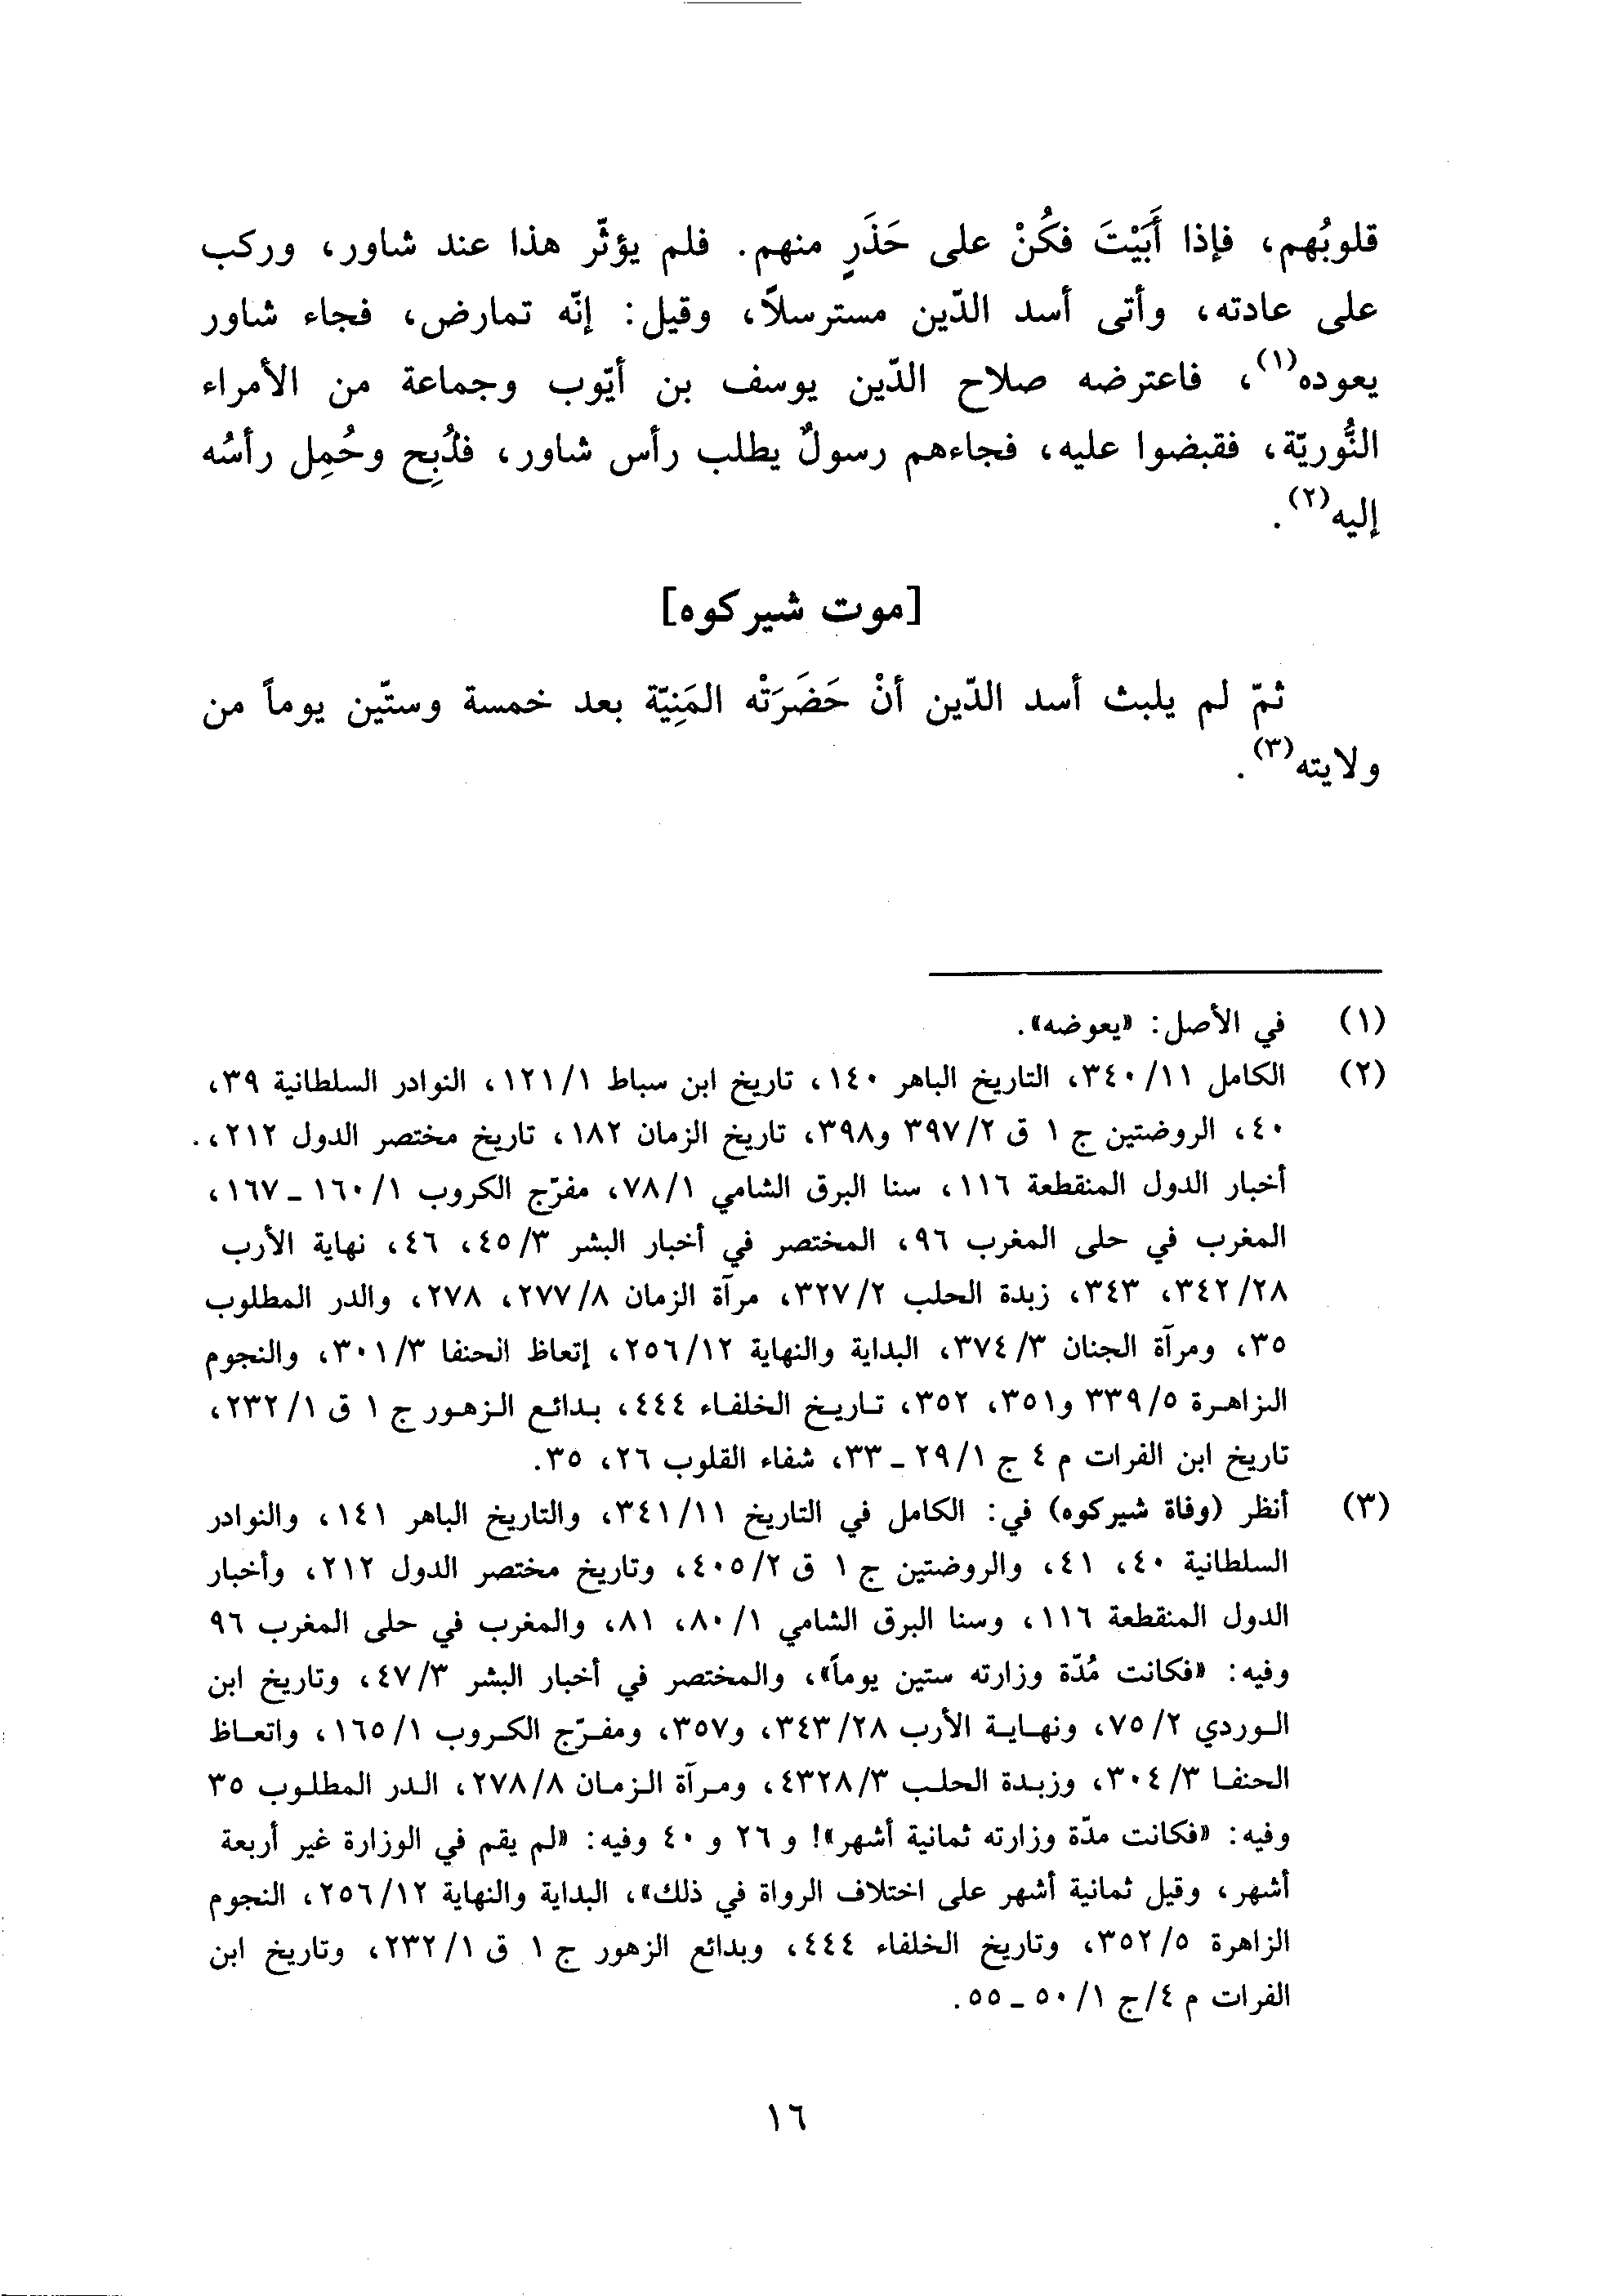 قلوبُهم، فإذا أَبَيْتَ فكُنْ على حَذَرٍ منهم. فلم يؤثّر هذا عند شاور، وركب
على عادته، وأتى أسد الدّين مسترسلاً، وقيل: إنّه تمارض، فجاء شاور
يعوده(١)، فاعترضه صلاح الدّين يوسف بن أيّوب وجماعة من الأمراء
النُّوريّة، فقبضوا عليه، فجاءهم رسولٌ يطلب رأس شاور، فذُبِح وحُمِل رأسُه
إليه(٢).
[موت شيركوه]
ثمّ لم يلبث أسد الدّين أنْ حَضَرَتْه المَنِيّة بعد خمسة وستّين يوماً من
ولايته(٣).
(١) في الأصل: «يعوضه».
(٢) الكامل ٣٤٠/١١، التاريخ الباهر ١٤٠، تاريخ ابن سباط ١٢١/١، النوادر السلطانية ٣٩،
٤٠، الروضتين ج ١ ق ٣٩٧/٢ و٣٩٨، تاريخ الزمان ١٨٢، تاريخ مختصر الدول ٢١٢،.
أخبار الدول المنقطعة ١١٦، سنا البرق الشامي ٧٨/١، مفرّج الكروب ١٦٠/١ - ١٦٧،
المغرب في حلى المغرب ٩٦، المختصر في أخبار البشر ٤٥/٣، ٤٦، نهاية الأرب
٣٤٢/٢٨، ٣٤٣، زبدة الحلب ٣٢٧/٢، مرآة الزمان ٢٧٧/٨، ٢٧٨، والدر المطلوب
٣٥، ومرآة الجنان ٣٧٤/٣، البداية والنهاية ٢٥٦/١٢، إتعاظ الحنفا ٣٠١/٣، والنجوم
الزاهرة ٣٣٩/٥ و٣٥١، ٣٥٢، تاريخ الخلفاء ٤٤٤، بدائع الزهور ج ١ ق ٢٣٢/١،
تاريخ ابن الفرات م ٤ ج ٢٩/١ - ٣٣، شفاء القلوب ٢٦، ٣٥.
(٣) أنظر (وفاة شيركوه) في: الكامل في التاريخ ٣٤١/١١، والتاريخ الباهر ١٤١، والنوادر
السلطانية ٤٠، ٤١، والروضتين ج ١ ق ٤٠٥/٢، وتاريخ مختصر الدول ٢١٢، وأخبار
الدول المنقطعة ١١٦، وسنا البرق الشامي ٨٠/١، ٨١، والمغرب في حلى المغرب ٩٦
وفيه: «فكانت مُدّة وزارته ستين يوماً»، والمختصر في أخبار البشر ٤٧/٣، وتاريخ ابن
الوردي ٧٥/٢، ونهاية الأرب ٣٤٣/٢٨، و٣٥٧، ومفرّج الكروب ١٦٥/١، واتعاظ
الحنفا ٣٠٤/٣، وزبدة الحلب ٤٣٢٨/٣، ومرآة الزمان ٢٧٨/٨، الدر المطلوب ٣٥
وفيه: «فكانت مدّة وزارته ثمانية أشهر»! و ٢٦ و ٤٠ وفيه: «لم يقم في الوزارة غير أربعة
أشهر، وقيل ثمانية أشهر على اختلاف الرواة في ذلك»، البداية والنهاية ٢٥٦/١٢، النجوم
الزاهرة ٣٥٢/٥، وتاريخ الخلفاء ٤٤٤، وبدائع الزهور ج ١ ق ٢٣٢/١، وتاريخ ابن
الفرات م ٤/ج ٥٠/١ - ٥٥.
١٦